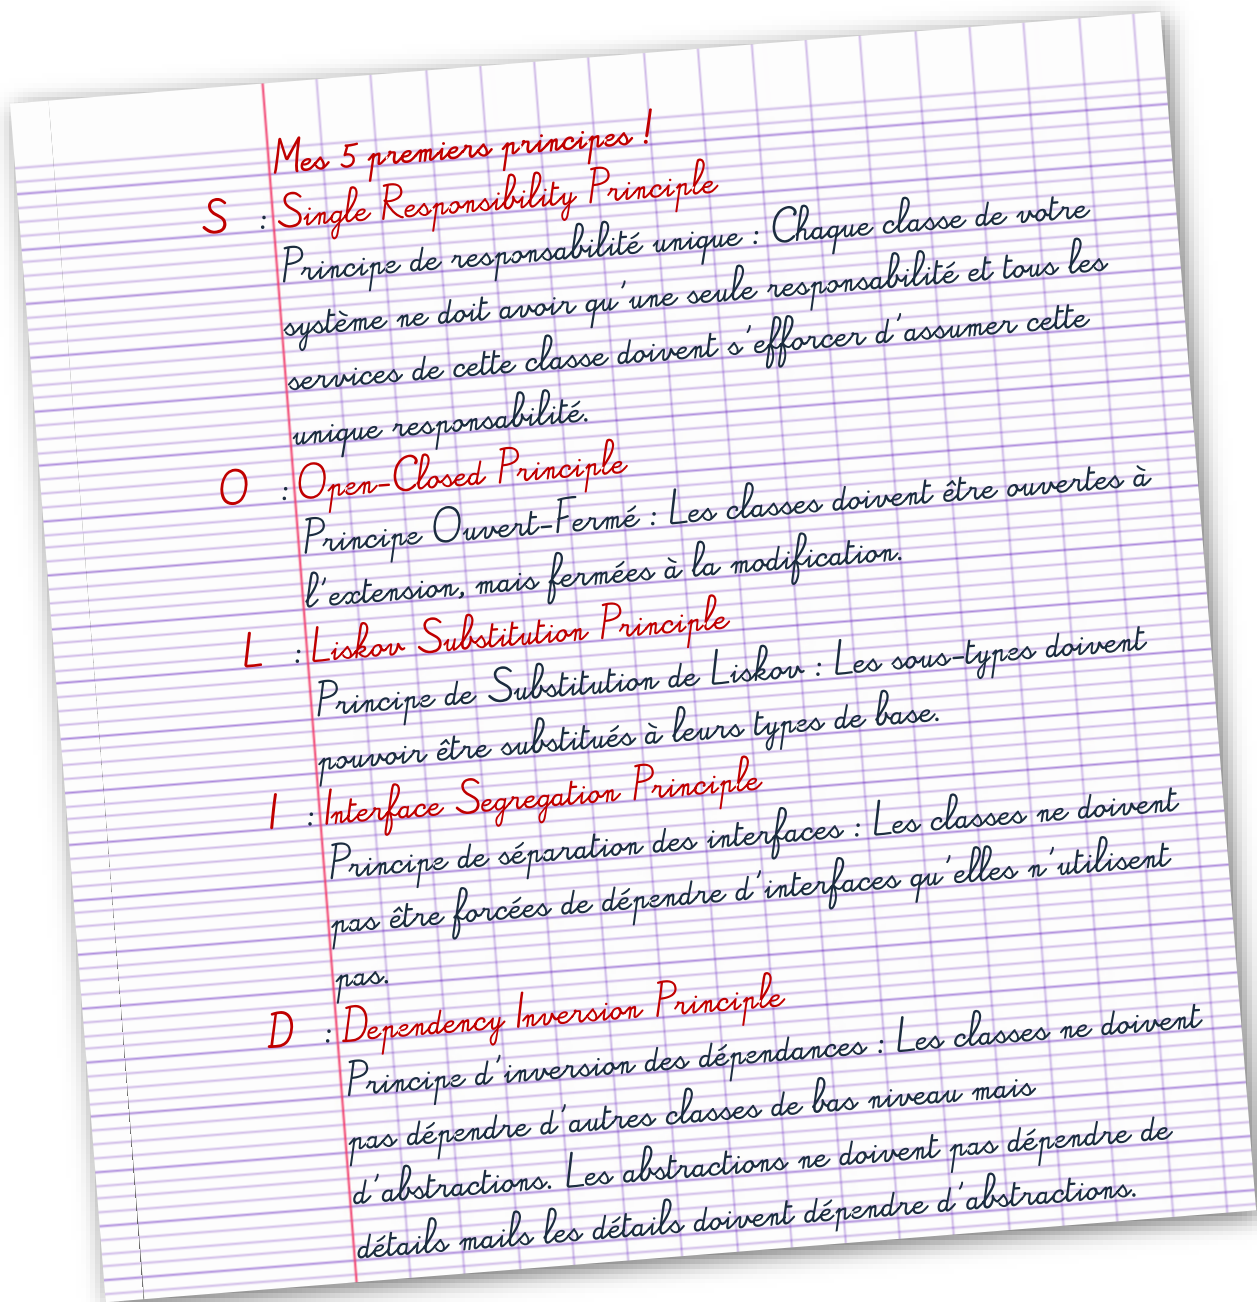 Mes 5 premiers principes !
S : Single Responsibility Principle
Principe de responsabilité unique : Chaque classe de votre
système ne doit avoir qu'une seule responsabilité et tous les
services de cette classe doivent s'efforcer d'assumer cette
unique responsabilité.
O : Open-Closed Principle
Principe Ouvert-Fermé : Les classes doivent être ouvertes à
l'extension, mais fermées à la modification.
L : Liskov Substitution Principle
Principe de Substitution de Liskov : Les sous-types doivent
pouvoir être substitués à leurs types de base.
I : Interface Segregation Principle
Principe de séparation des interfaces : Les classes ne doivent
pas être forcées de dépendre d'interfaces qu'elles n'utilisent
pas.
D : Dependency Inversion Principle
Principe d'inversion des dépendances : Les classes ne doivent
pas dépendre d'autres classes de bas niveau mais
d'abstractions. Les abstractions ne doivent pas dépendre de
détails mails les détails doivent dépendre d'abstractions.